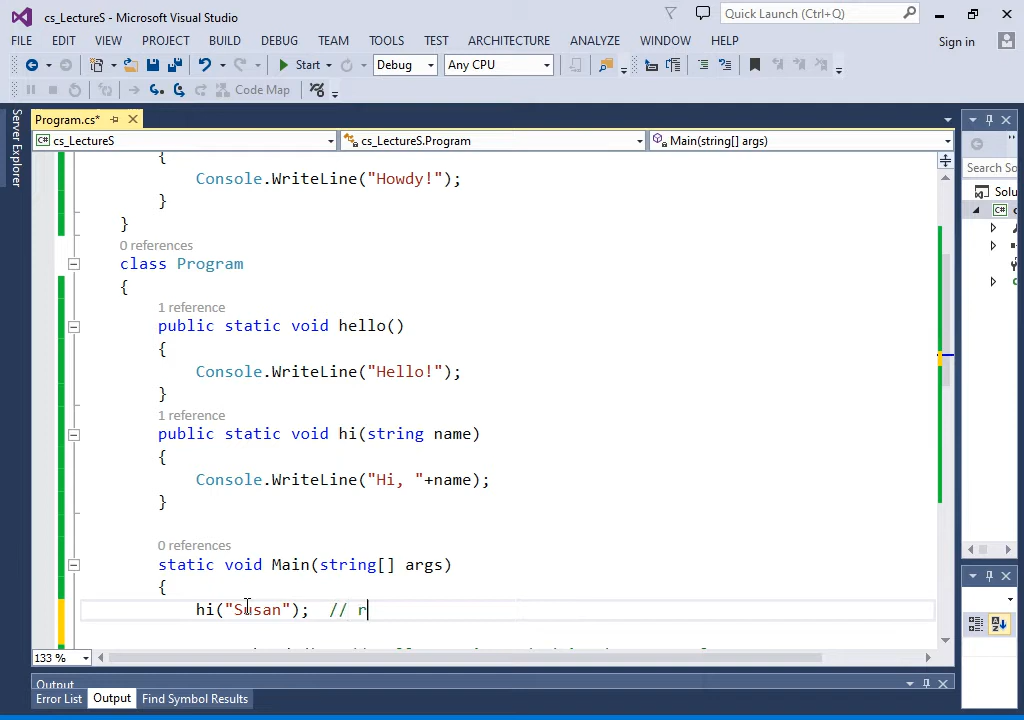 cs_LectureS - Microsoft Visual Studio
Quick Launch (Ctrl+Q)
FILE EDIT VIEW PROJECT BUILD DEBUG TEAM TOOLS TEST ARCHITECTURE ANALYZE WINDOW HELP
Sign in
Start Debug Any CPU
Code Map
Server Explorer
Program.cs*
cs_LectureS cs_LectureS.Program Main(string[] args)
Search So
Solu
{
Console.WriteLine("Howdy!");
}
}
0 references
class Program
{
1 reference
public static void hello()
{
Console.WriteLine("Hello!");
}
1 reference
public static void hi(string name)
{
Console.WriteLine("Hi, "+name);
}
0 references
static void Main(string[] args)
{
hi("Susan"); // r
133 %
Output
Error List Output Find Symbol Results